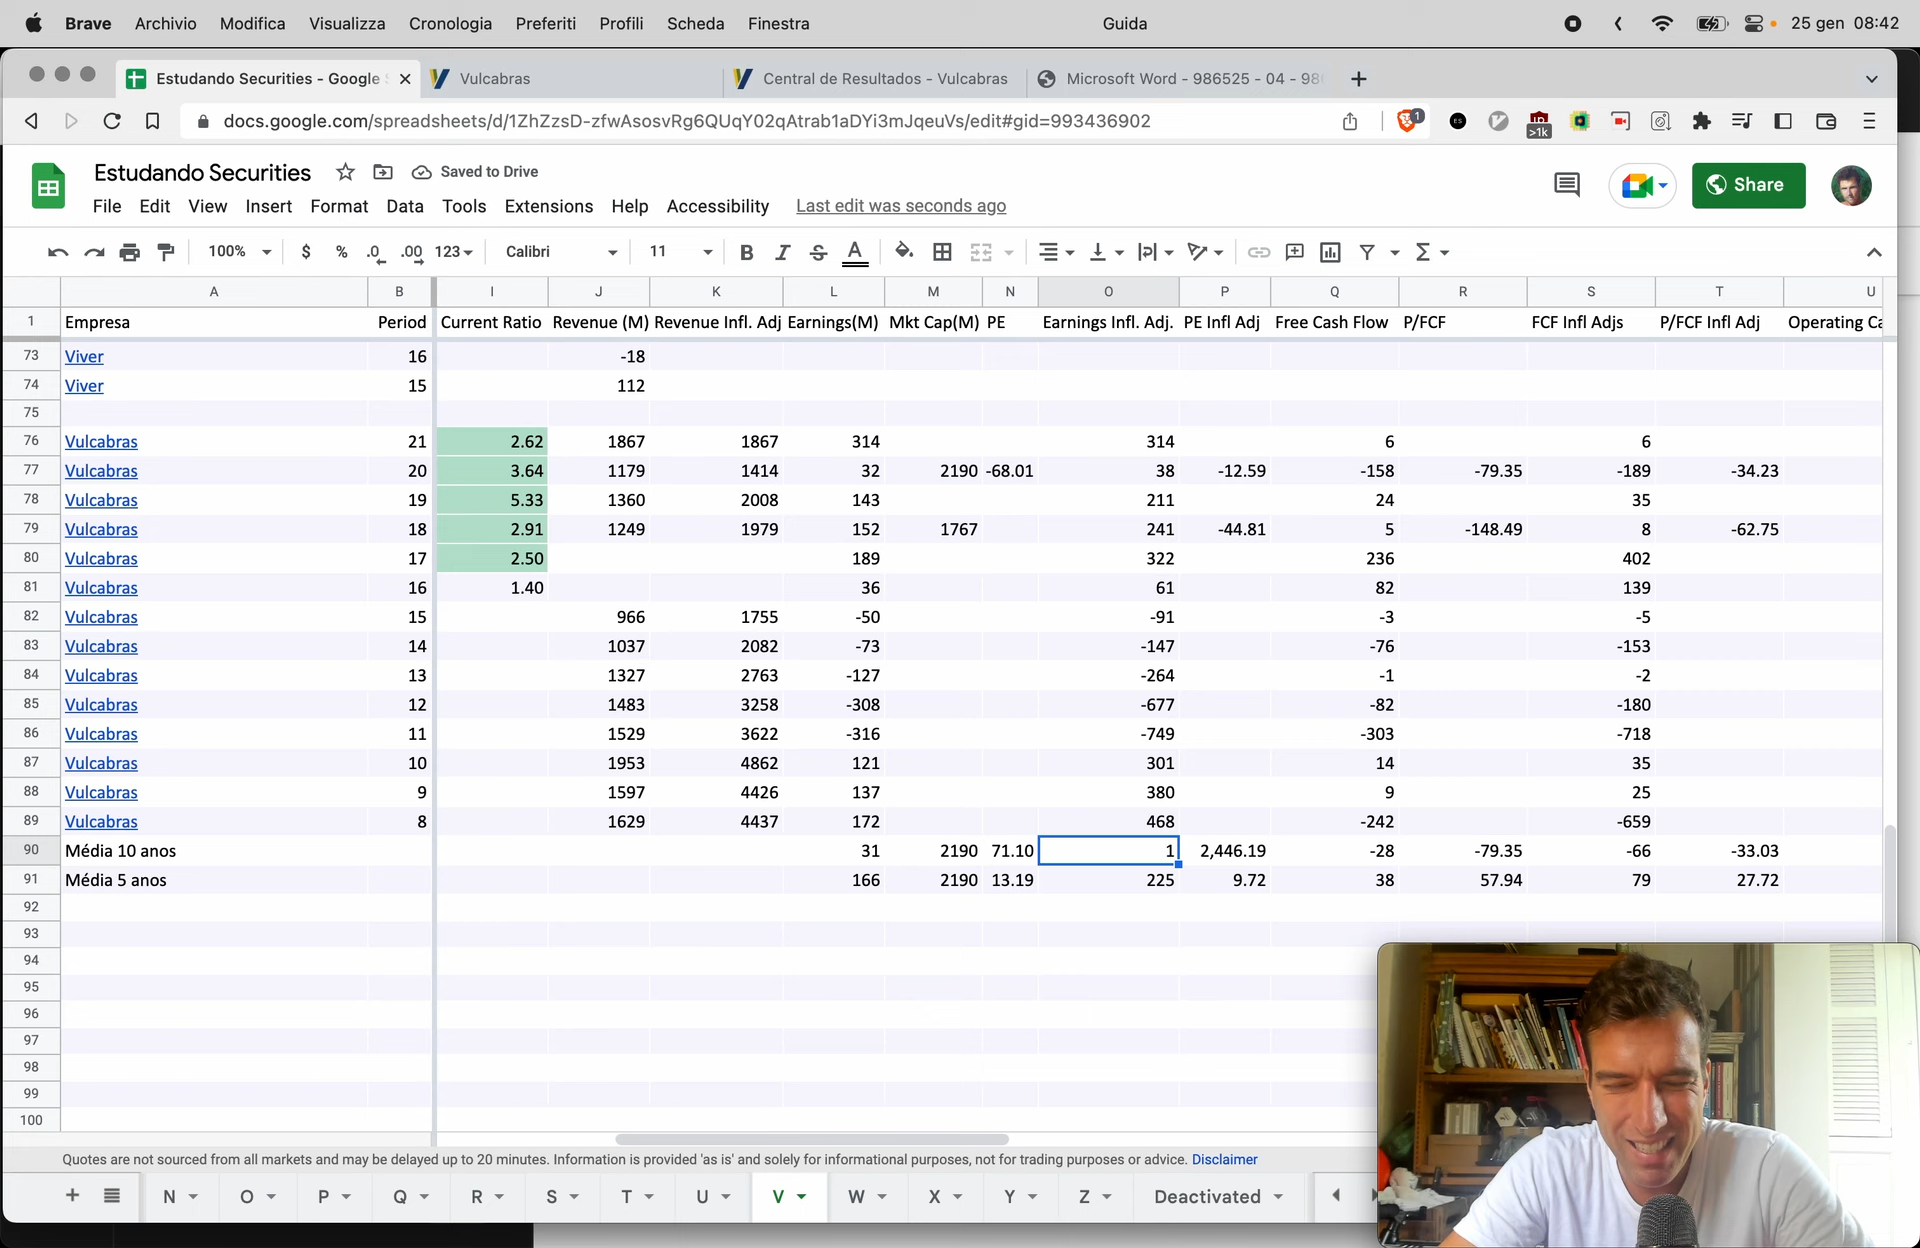 Brave Archivio Modifica Visualizza Cronologia Preferiti Profili Scheda Finestra Guida 25 gen 08:42
Estudando Securities - Google Vulcabras Central de Resultados - Vulcabras Microsoft Word - 986525 - 04 - 98
docs.google.com/spreadsheets/d/1ZhZzsD-zfwAsosvRg6QUqY02qAtrab1aDYi3mJqeuVs/edit#gid=993436902 1 >1k
Estudando Securities Saved to Drive Share
File Edit View Insert Format Data Tools Extensions Help Accessibility Last edit was seconds ago
100% $ % .0 .00 123 Calibri 11 B I S A
A B I J K L M N O P Q R S T U
1 Empresa Period Current Ratio Revenue (M) Revenue Infl. Adj Earnings(M) Mkt Cap(M) PE Earnings Infl. Adj. PE Infl Adj Free Cash Flow P/FCF FCF Infl Adjs P/FCF Infl Adj Operating Ca
73 Viver 16 -18
74 Viver 15 112
75
76 Vulcabras 21 2.62 1867 1867 314 314 6 6
77 Vulcabras 20 3.64 1179 1414 32 2190 -68.01 38 -12.59 -158 -79.35 -189 -34.23
78 Vulcabras 19 5.33 1360 2008 143 211 24 35
79 Vulcabras 18 2.91 1249 1979 152 1767 241 -44.81 5 -148.49 8 -62.75
80 Vulcabras 17 2.50 189 322 236 402
81 Vulcabras 16 1.40 36 61 82 139
82 Vulcabras 15 966 1755 -50 -91 -3 -5
83 Vulcabras 14 1037 2082 -73 -147 -76 -153
84 Vulcabras 13 1327 2763 -127 -264 -1 -2
85 Vulcabras 12 1483 3258 -308 -677 -82 -180
86 Vulcabras 11 1529 3622 -316 -749 -303 -718
87 Vulcabras 10 1953 4862 121 301 14 35
88 Vulcabras 9 1597 4426 137 380 9 25
89 Vulcabras 8 1629 4437 172 468 -242 -659
90 Média 10 anos 31 2190 71.10 1 2,446.19 -28 -79.35 -66 -33.03
91 Média 5 anos 166 2190 13.19 225 9.72 38 57.94 79 27.72
92
93
94
95
96
97
98
99
100
Quotes are not sourced from all markets and may be delayed up to 20 minutes. Information is provided 'as is' and solely for informational purposes, not for trading purposes or advice. Disclaimer
N O P Q R S T U V W X Y Z Deactivated